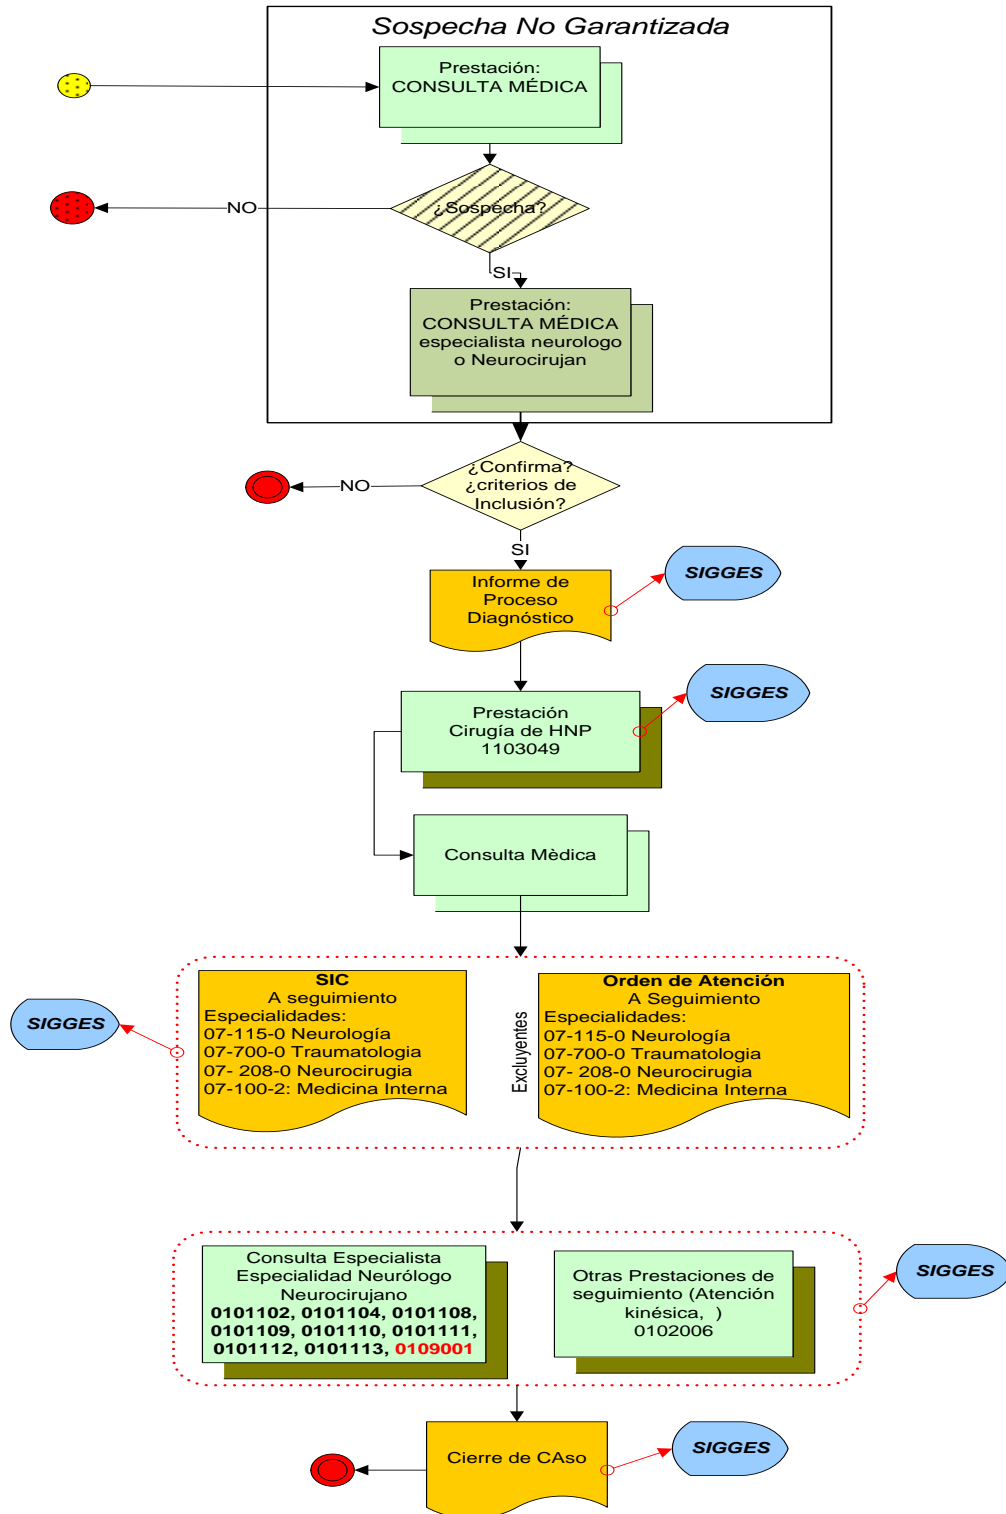 Sospecha No Garantizada
Prestación:
CONSULTA MÉDICA
¿Sospecha?
NO
SI
Prestación:
CONSULTA MÉDICA
especialista neurologo
o Neurocirujan
¿Confirma?
¿criterios de
Inclusión?
NO
SI
Informe de
Proceso
Diagnóstico
SIGGES
Prestación
Cirugía de HNP
1103049
SIGGES
Consulta Mèdica
SIC
A seguimiento
Especialidades:
07-115-0 Neurología
07-700-0 Traumatologia
07- 208-0 Neurocirugia
07-100-2: Medicina Interna
SIGGES
Excluyentes
Orden de Atención
A Seguimiento
Especialidades:
07-115-0 Neurología
07-700-0 Traumatologia
07- 208-0 Neurocirugia
07-100-2: Medicina Interna
Consulta Especialista
Especialidad Neurólogo
Neurocirujano
0101102, 0101104, 0101108,
0101109, 0101110, 0101111,
0101112, 0101113, 0109001
Otras Prestaciones de
seguimiento (Atención
kinésica, )
0102006
SIGGES
Cierre de CAso
SIGGES